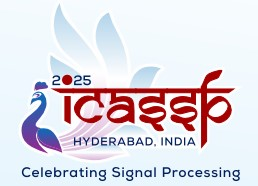 2025
icassp
HYDERABAD, INDIA
Celebrating Signal Processing